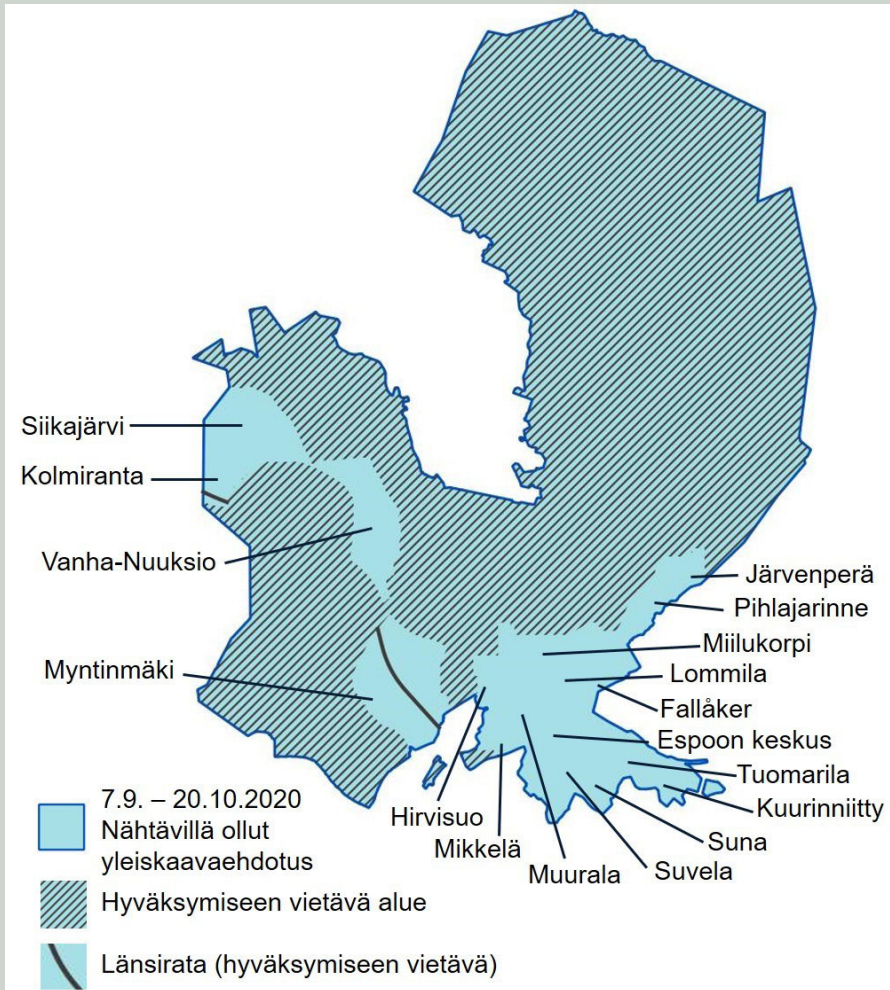 Siikajärvi
Kolmiranta
Vanha-Nuuksio
Myntinmäki
Järvenperä
Pihlajarinne
Miilukorpi
Lommila
Fallåker
Espoon keskus
Tuomarila
Kuurinniitty
Suna
Suvela
Muurala
Mikkelä
Hirvisuo
7.9. – 20.10.2020
Nähtävillä ollut
yleiskaavaehdotus
Hyväksymiseen vietävä alue
Länsirata (hyväksymiseen vietävä)